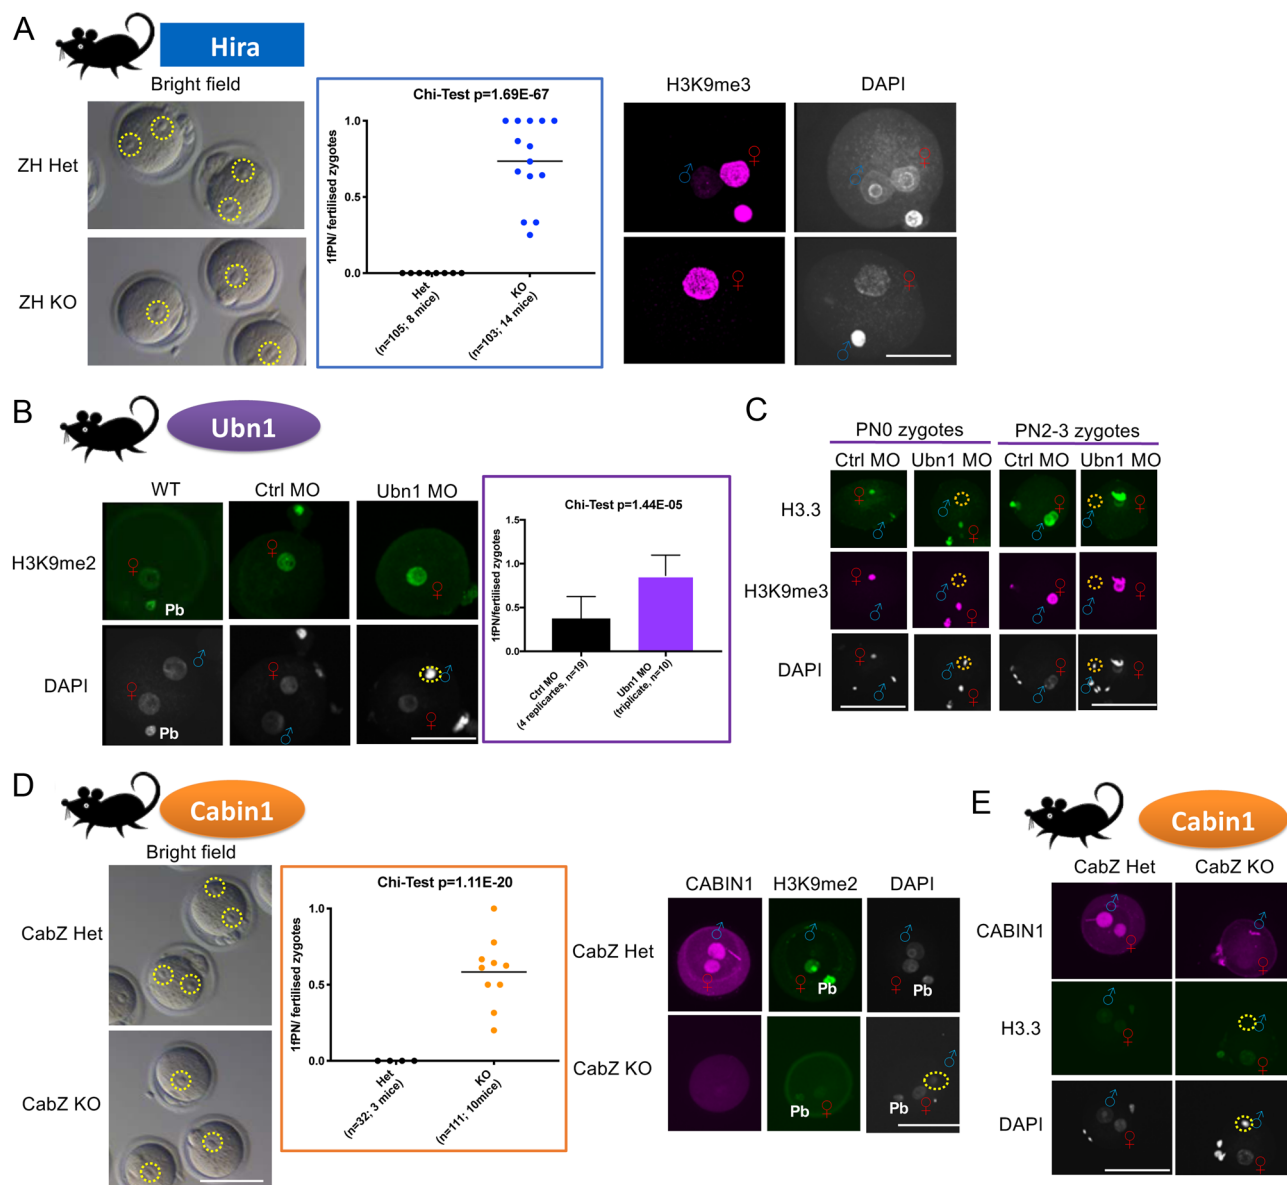 A
Hira
Bright field
ZH Het
ZH KO
Chi-Test p=1.69E-67
1fPN/ fertilised zygotes
1.0
0.5
0.0
Het
(n=105; 8 mice)
KO
(n=103; 14 mice)
H3K9me3
DAPI
♂
♀
♂
♀
♀
♂
♀
B
Ubn1
WT
Ctrl MO
Ubn1 MO
H3K9me2
DAPI
♀
Pb
♀
♀
♂
♀
Pb
♀
♂
♂
♀
Chi-Test p=1.44E-05
1fPN/fertilised zygotes
1.5
1.0
0.5
0.0
Ctrl MO
(4 replicartes, n=19)
Ubn1 MO
(triplicate, n=10)
C
PN0 zygotes
PN2-3 zygotes
Ctrl MO
Ubn1 MO
Ctrl MO
Ubn1 MO
H3.3
♀
♂
♂
♀
♀
♂
♂
♀
H3K9me3
♀
♂
♂
♀
♀
♂
♂
♀
DAPI
♀
♂
♂
♀
♀
♂
♂
♀
D
Cabin1
Bright field
CabZ Het
CabZ KO
Chi-Test p=1.11E-20
1fPN/ fertilised zygotes
1.0
0.5
0.0
Het
(n=32; 3 mice)
KO
(n=111; 10mice)
CABIN1
H3K9me2
DAPI
CabZ Het
♂
♀
♂
♀
Pb
♂
♀
Pb
CabZ KO
Pb
♀
♂
Pb
♀
E
Cabin1
CabZ Het
CabZ KO
CABIN1
♂
♀
♂
♀
H3.3
♂
♀
♂
♀
DAPI
♂
♀
♂
♀